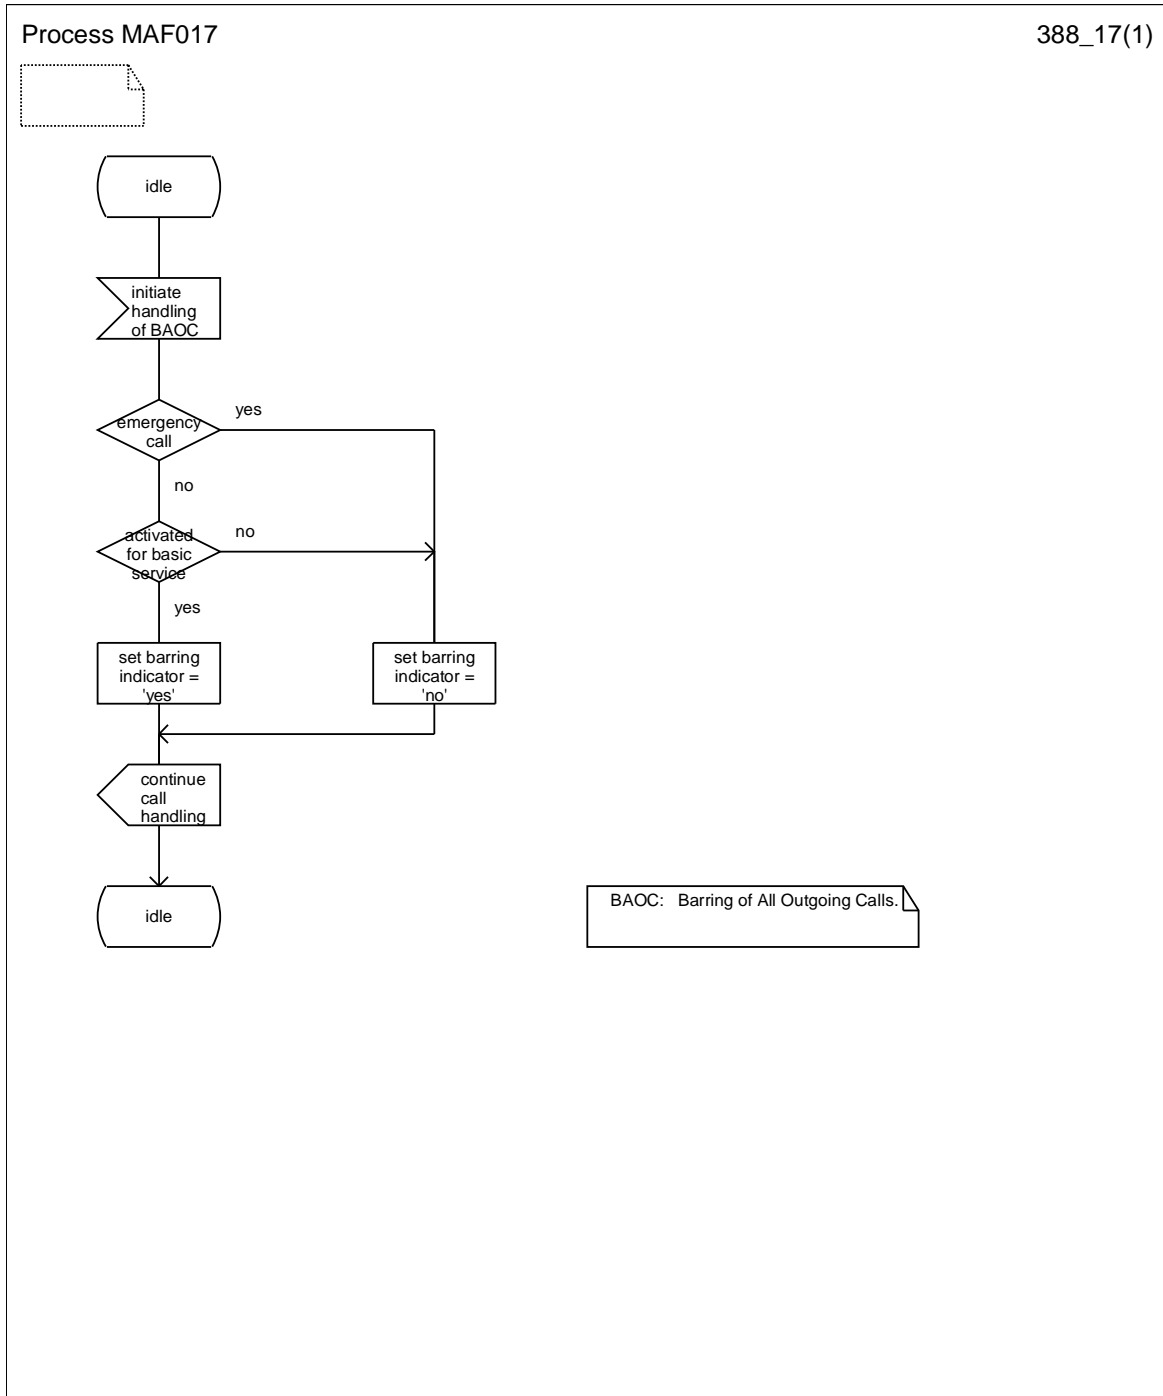 Process MAF017
388_17(1)
idle
initiate
handling
of BAOC
emergency
call
yes
no
activated
for basic
service
no
yes
set barring
indicator =
'yes'
set barring
indicator =
'no'
continue
call
handling
idle
BAOC: Barring of All Outgoing Calls.